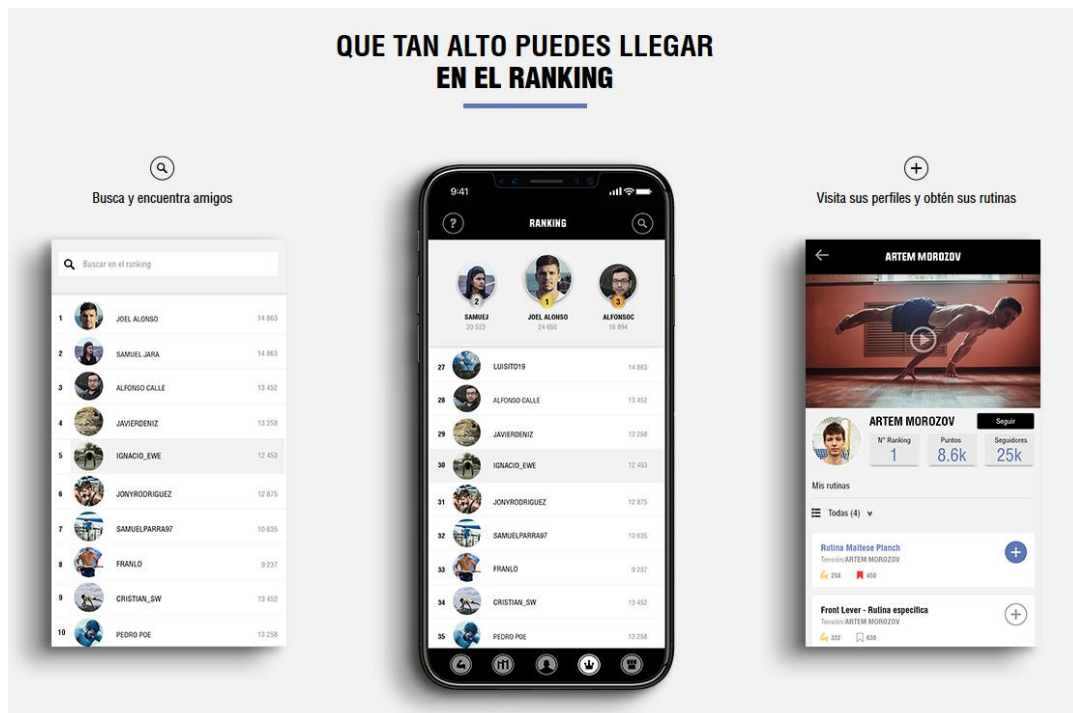 QUE TAN ALTO PUEDES LLEGAR
EN EL RANKING
Busca y encuentra amigos
Buscar en el ranking
1 JOEL ALONSO 14 863
2 SAMUEL JARA 14 863
3 ALFONSO CALLE 13 452
4 JAVIERDENIZ 13 258
5 IGNACIO_EWE 12 453
6 JONYRODRIGUEZ 12 875
7 SAMUELPARRA97 10 635
8 FRANLO 9 237
9 CRISTIAN_SW 13 452
10 PEDRO POE 13 258
9:41
? RANKING
2 1 3
SAMUEJ JOEL ALONSO ALFONSOC
20 523 24 650 16 894
27 LUISITO19 14 863
28 ALFONSO CALLE 13 452
29 JAVIERDENIZ 13 258
30 IGNACIO_EWE 12 453
31 JONYRODRIGUEZ 12 875
32 SAMUELPARRA97 10 635
33 FRANLO 9 237
34 CRISTIAN_SW 13 452
35 PEDRO POE 13 258
Visita sus perfiles y obtén sus rutinas
ARTEM MOROZOV
ARTEM MOROZOV Seguir
Nº Ranking Puntos Seguidores
1 8.6k 25k
Mis rutinas
Todas (4)
Rutina Maltese Planch
Tensión/ARTEM MOROZOV
258 450
Front Lever - Rutina específica
Tensión/ARTEM MOROZOV
322 630